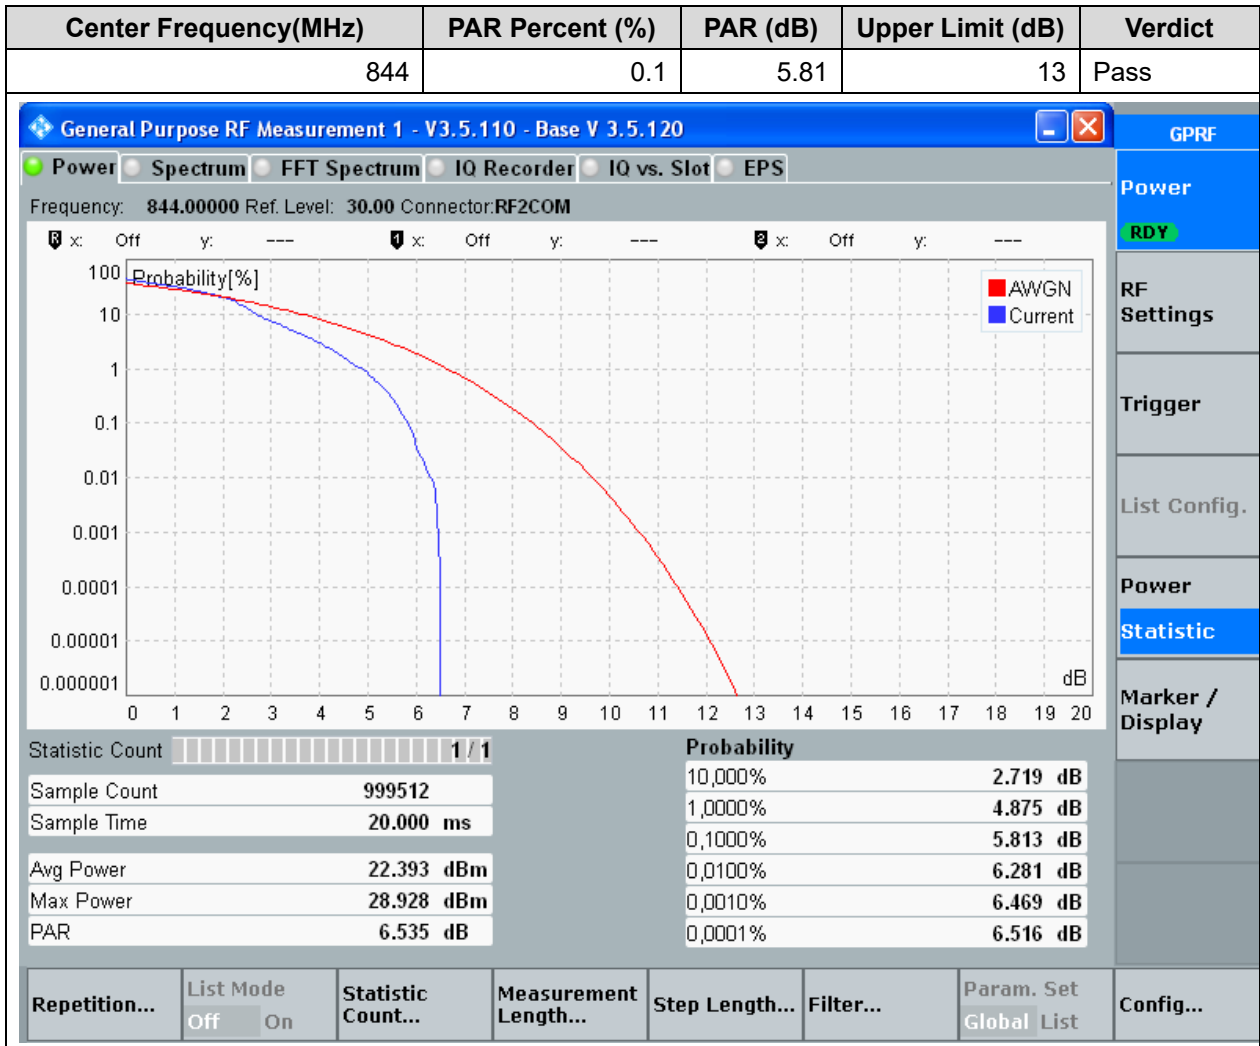 Center Frequency(MHz) PAR Percent (%) PAR (dB) Upper Limit (dB) Verdict
844 0.1 5.81 13 Pass
General Purpose RF Measurement 1 - V3.5.110 - Base V 3.5.120
GPRF
Power Spectrum FFT Spectrum IQ Recorder IQ vs. Slot EPS
Power
RDY
Frequency: 844.00000 Ref. Level: 30.00 Connector:RF2COM
R x: Off y: --- 1 x: Off y: --- 2 x: Off y: ---
Probability[%]
100
10
1
0.1
0.01
0.001
0.0001
0.00001
0.000001
AWGN
Current
dB
0 1 2 3 4 5 6 7 8 9 10 11 12 13 14 15 16 17 18 19 20
RF
Settings
Trigger
List Config.
Power
Statistic
Marker /
Display
Statistic Count 1 / 1
Sample Count 999512
Sample Time 20.000 ms
Avg Power 22.393 dBm
Max Power 28.928 dBm
PAR 6.535 dB
Probability
10,000% 2.719 dB
1,0000% 4.875 dB
0,1000% 5.813 dB
0,0100% 6.281 dB
0,0010% 6.469 dB
0,0001% 6.516 dB
Repetition...
List Mode
Off On
Statistic
Count...
Measurement
Length...
Step Length...
Filter...
Param. Set
Global List
Config...